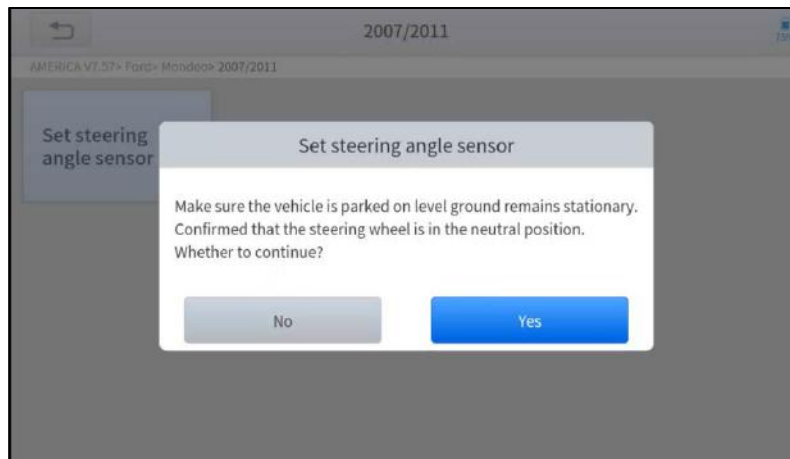 2007/2011
AMERICA V7.57> Ford> Mondeo> 2007/2011
Set steering
angle sensor
Set steering angle sensor
Make sure the vehicle is parked on level ground remains stationary.
Confirmed that the steering wheel is in the neutral position.
Whether to continue?
No
Yes